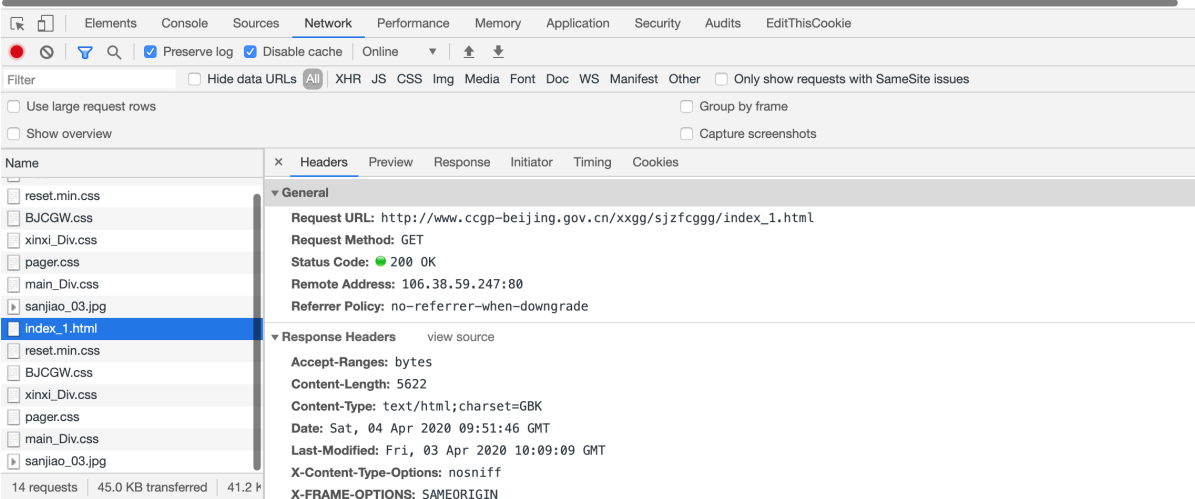 Elements Console Sources Network Performance Memory Application Security Audits EditThisCookie
Preserve log Disable cache Online
Filter Hide data URLs All XHR JS CSS Img Media Font Doc WS Manifest Other Only show requests with SameSite issues
Use large request rows Group by frame
Show overview Capture screenshots
Name
reset.min.css
BJCGW.css
xinxi_Div.css
pager.css
main_Div.css
sanjiao_03.jpg
index_1.html
reset.min.css
BJCGW.css
xinxi_Div.css
pager.css
main_Div.css
sanjiao_03.jpg
14 requests 45.0 KB transferred 41.2
× Headers Preview Response Initiator Timing Cookies
General
Request URL: http://www.ccgp-beijing.gov.cn/xxgg/sjzfcggg/index_1.html
Request Method: GET
Status Code: 200 OK
Remote Address: 106.38.59.247:80
Referrer Policy: no-referrer-when-downgrade
Response Headers view source
Accept-Ranges: bytes
Content-Length: 5622
Content-Type: text/html;charset=GBK
Date: Sat, 04 Apr 2020 09:51:46 GMT
Last-Modified: Fri, 03 Apr 2020 10:09:09 GMT
X-Content-Type-Options: nosniff
X-FRAME-OPTIONS: SAMEORIGIN